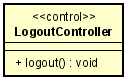 <<control>>
LogoutController
+ logout() : void